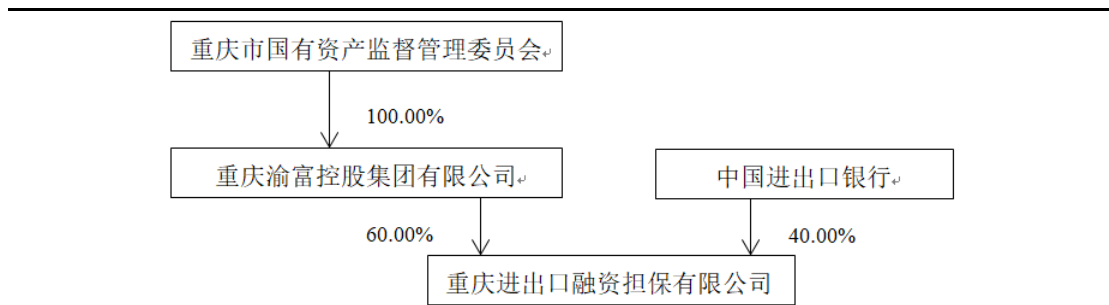 重庆市国有资产监督管理委员会
100.00%
重庆渝富控股集团有限公司
中国进出口银行
60.00%
40.00%
重庆进出口融资担保有限公司